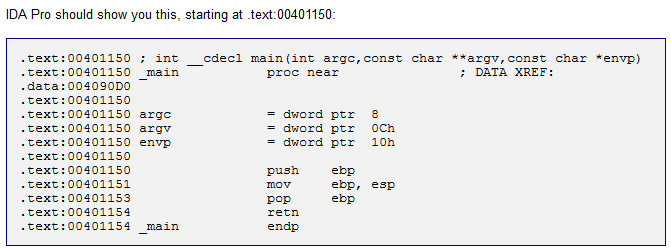 IDA Pro should show you this, starting at .text:00401150:
.text:00401150 ; int __cdecl main(int argc,const char **argv,const char *envp)
.text:00401150 _main           proc near               ; DATA XREF:
.data:004090D0
.text:00401150
.text:00401150 argc            = dword ptr  8
.text:00401150 argv            = dword ptr  0Ch
.text:00401150 envp            = dword ptr  10h
.text:00401150
.text:00401150                 push    ebp
.text:00401151                 mov     ebp, esp
.text:00401153                 pop     ebp
.text:00401154                 retn
.text:00401154 _main           endp